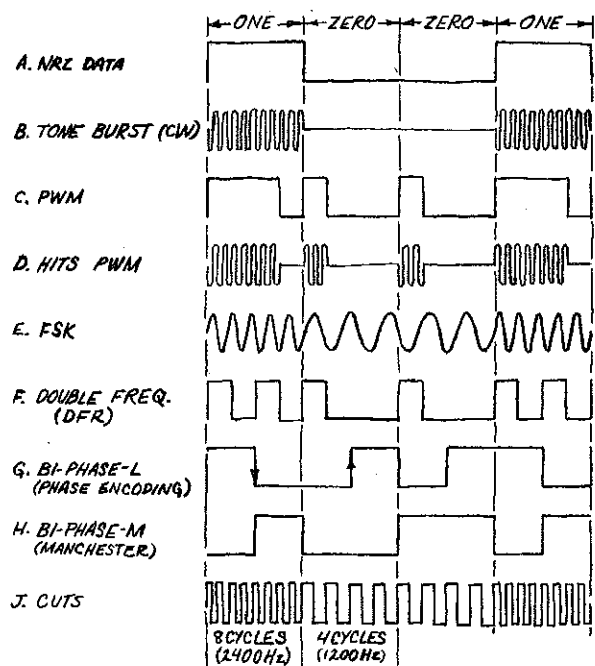 ONE ZERO ZERO ONE
A. NRZ DATA
B. TONE BURST (CW)
C. PWM
D. HITS PWM
E. FSK
F. DOUBLE FREQ.
(DFR)
G. BI-PHASE-L
(PHASE ENCODING)
H. BI-PHASE-M
(MANCHESTER)
J. CUTS
8 CYCLES 4 CYCLES
(2400Hz) (1200Hz)